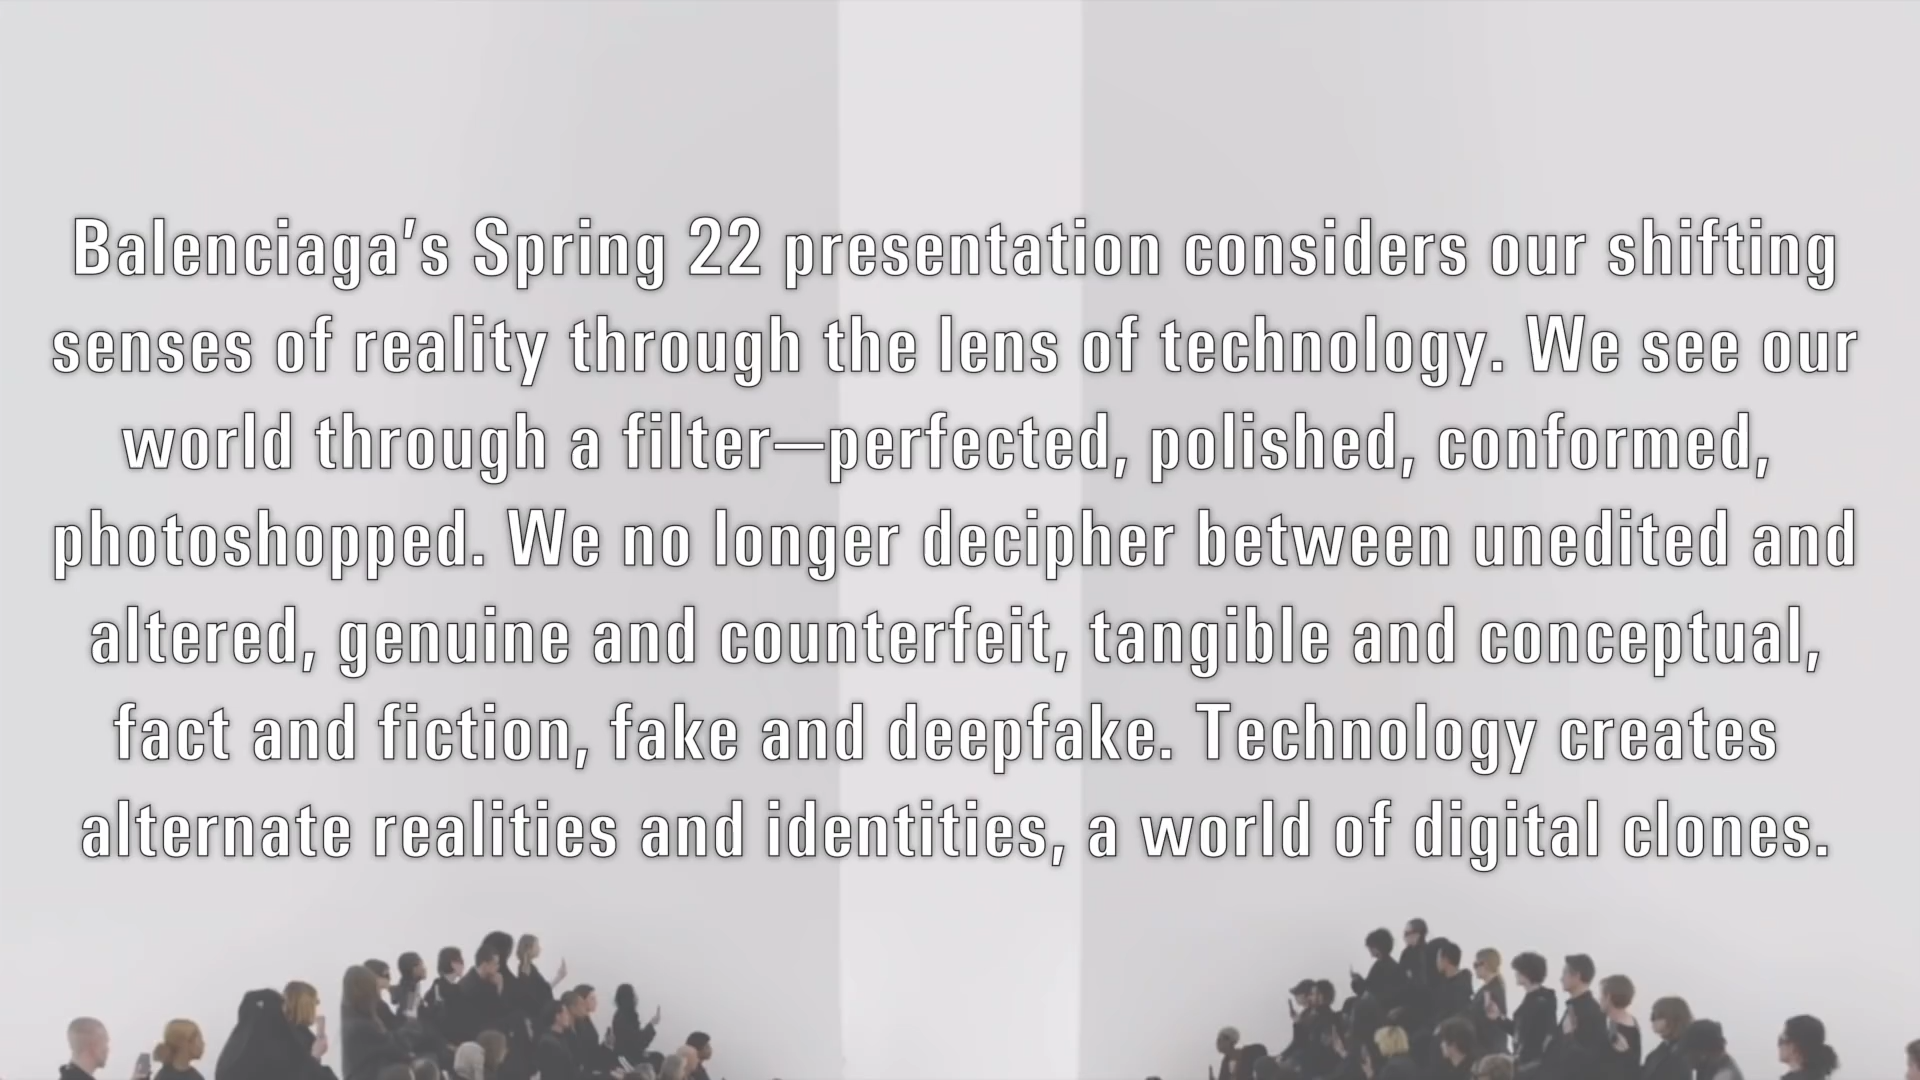 Balenciaga’s Spring 22 presentation considers our shifting
senses of reality through the lens of technology. We see our
world through a filter—perfected, polished, conformed,
photoshopped. We no longer decipher between unedited and
altered, genuine and counterfeit, tangible and conceptual,
fact and fiction, fake and deepfake. Technology creates
alternate realities and identities, a world of digital clones.